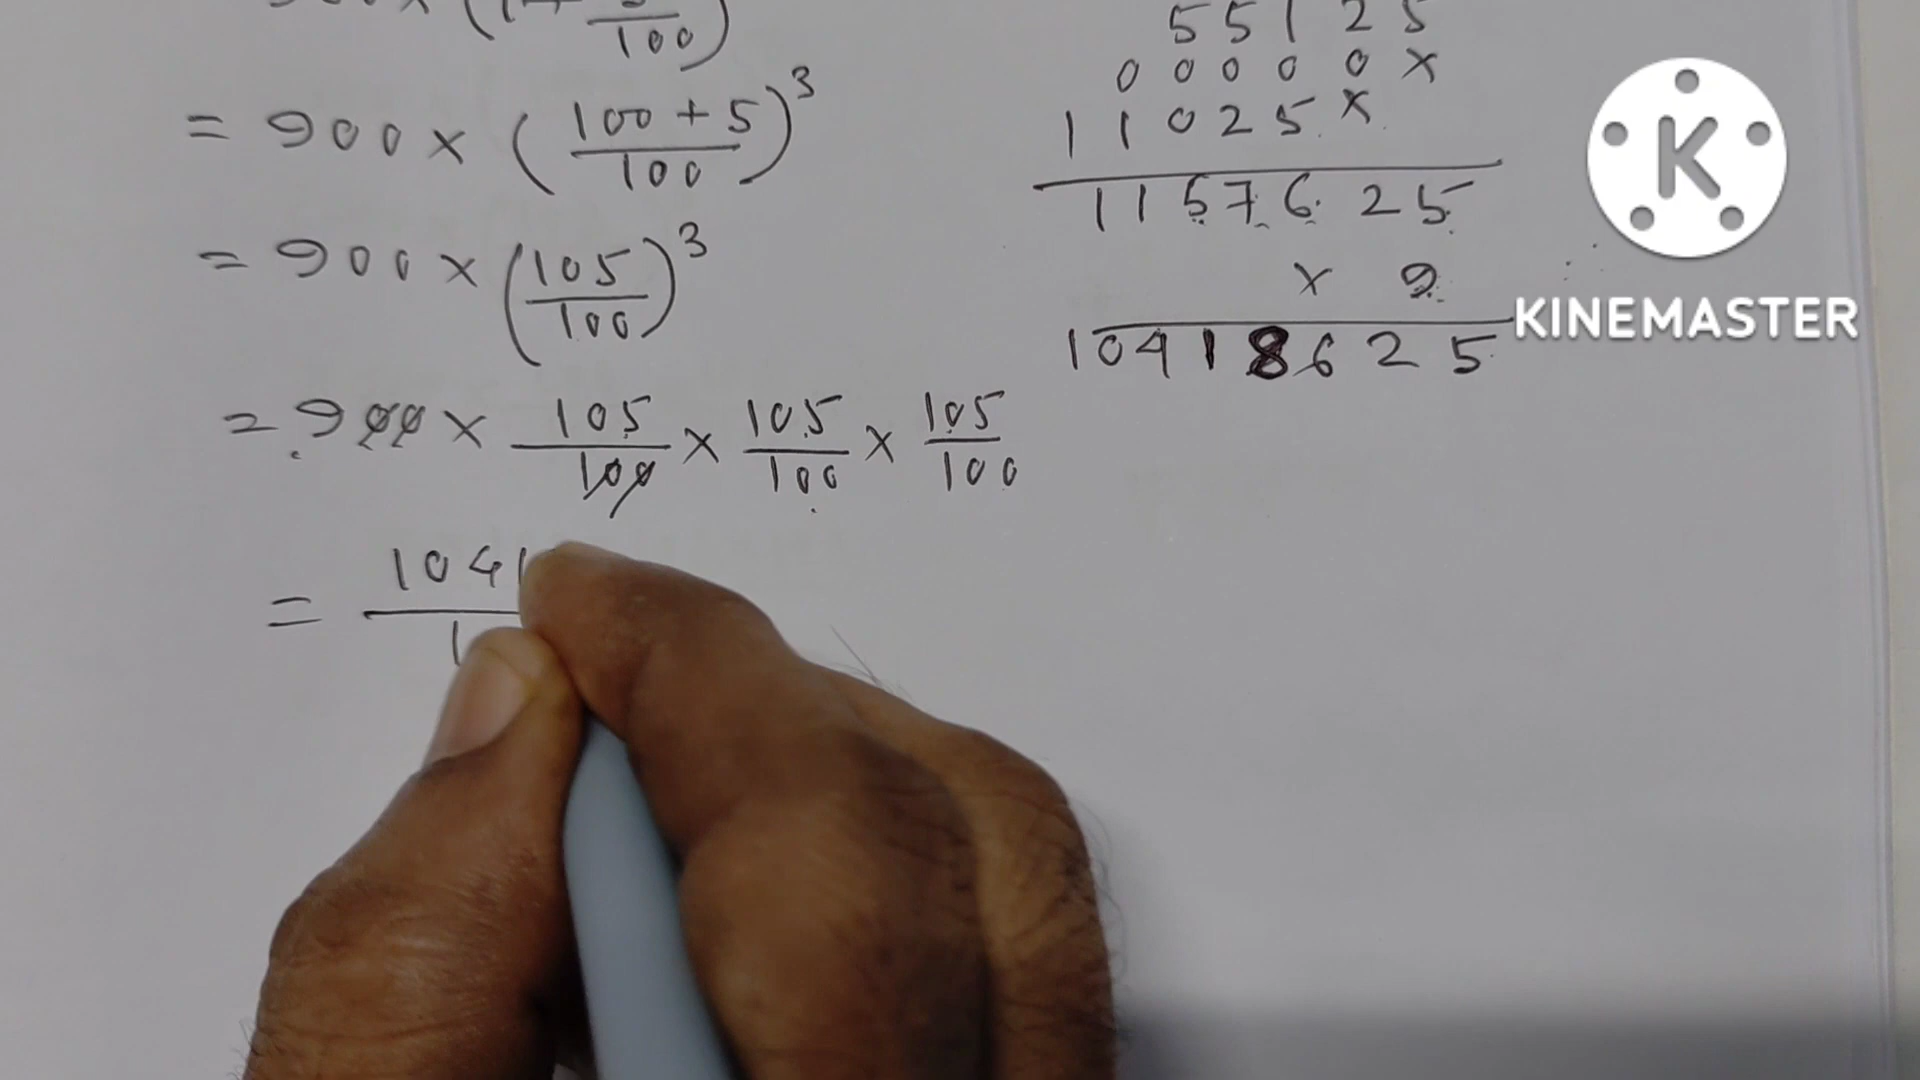 = 900 × (100 + 5 / 100)³
= 900 × (105 / 100)³
= 900 × 105/100 × 105/100 × 105/100
= 1041
55125
00000×
11025×
1157625
× 9
10418625
K
KINEMASTER